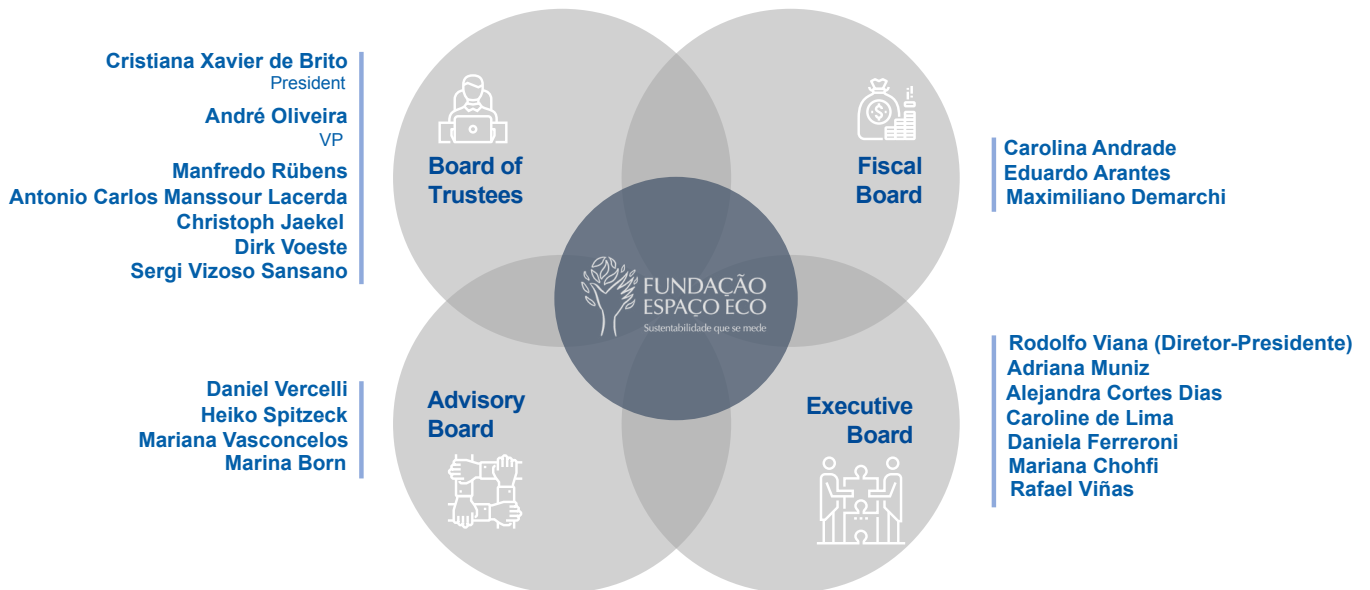 Cristiana Xavier de Brito
President
André Oliveira
VP
Manfredo Rübens
Antonio Carlos Manssour Lacerda
Christoph Jaekel
Dirk Voeste
Sergi Vizoso Sansano
Board of
Trustees
Fiscal
Board
$
Carolina Andrade
Eduardo Arantes
Maximiliano Demarchi
FUNDAÇÃO
ESPAÇO ECO
Sustentabilidade que se mede
Daniel Vercelli
Heiko Spitzeck
Mariana Vasconcelos
Marina Born
Advisory
Board
Executive
Board
Rodolfo Viana (Diretor-Presidente)
Adriana Muniz
Alejandra Cortes Dias
Caroline de Lima
Daniela Ferreroni
Mariana Chohfi
Rafael Viñas